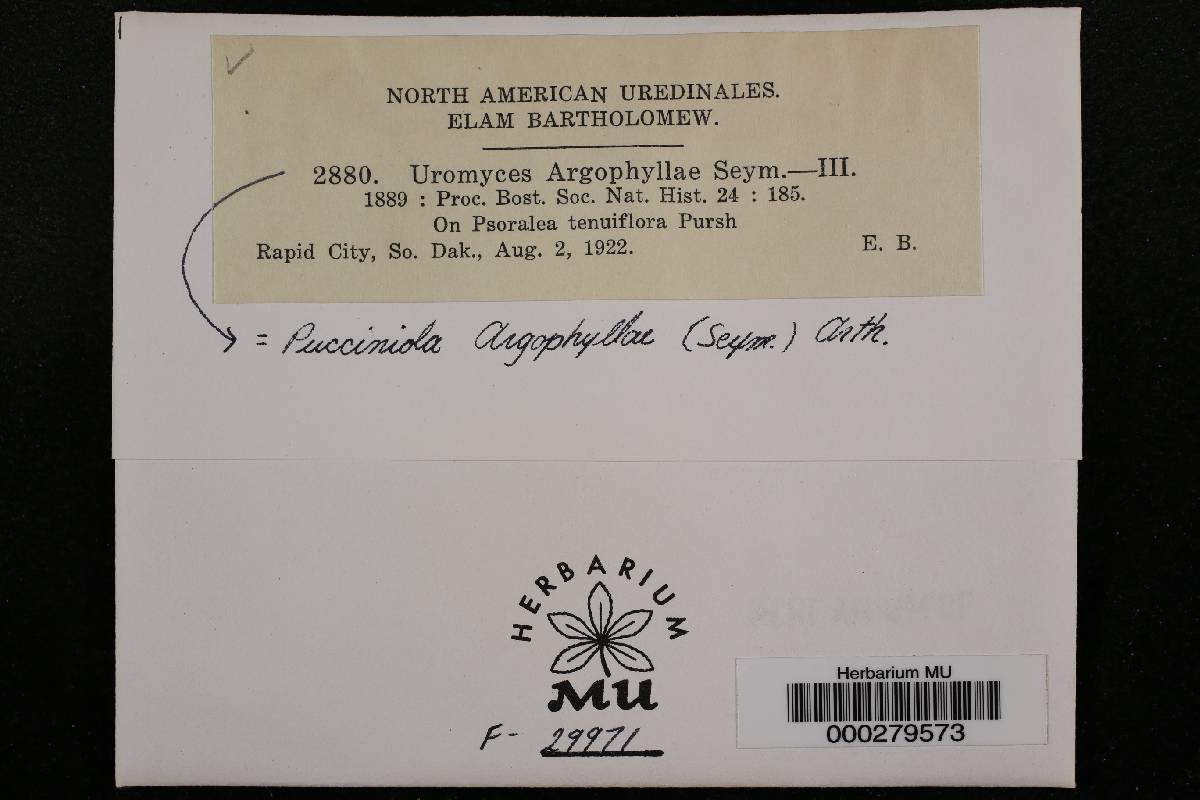 NORTH AMERICAN UREDINALES.
ELAM BARTHOLOMEW.
2880. Uromyces Argophyllae Seym.—III.
1889 : Proc. Bost. Soc. Nat. Hist. 24 : 185.
On Psoralea tenuiflora Pursh
Rapid City, So. Dak., Aug. 2, 1922. E. B.
= Pucciniola Argophyllae (Seym.) Arth.
HERBARIUM
MU
F- 29971
Herbarium MU
000279573